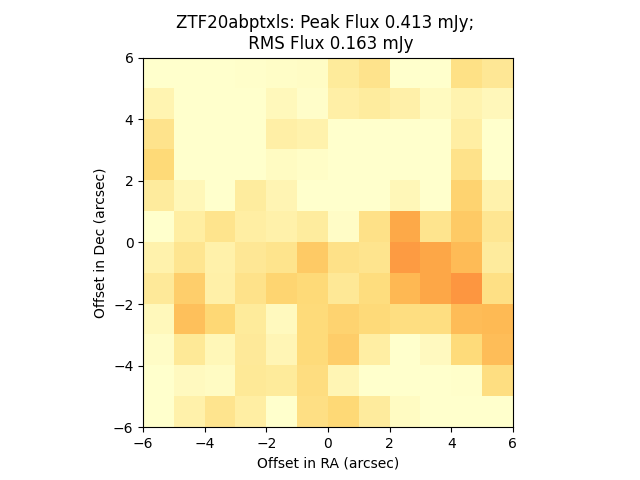 ZTF20abptxls: Peak Flux 0.413 mJy;
RMS Flux 0.163 mJy
6
4
2
0
−2
−4
−6
Offset in Dec (arcsec)
−6 −4 −2 0 2 4 6
Offset in RA (arcsec)